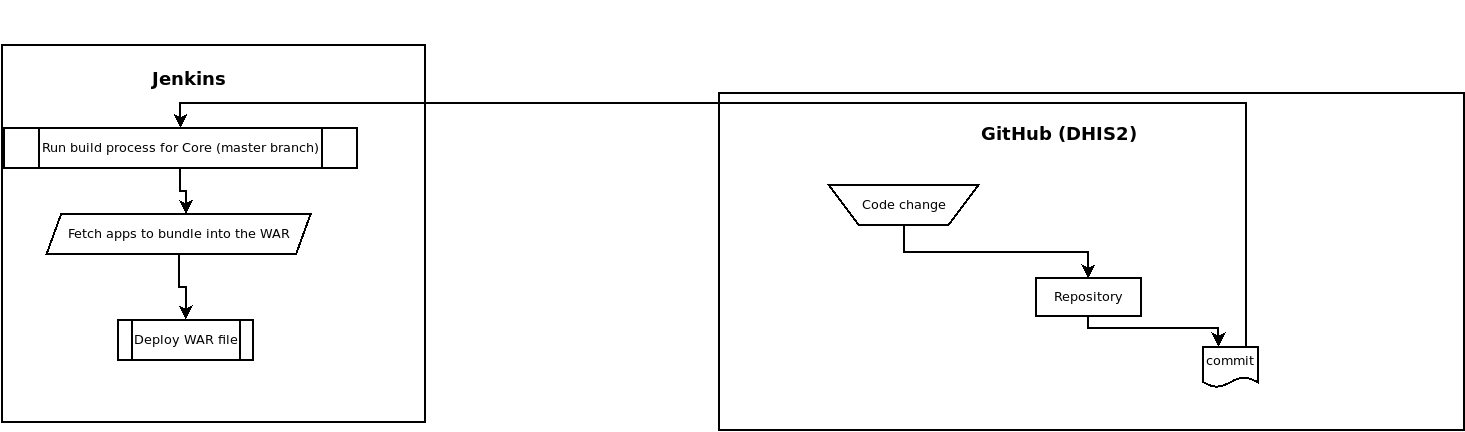 Jenkins
Run build process for Core (master branch)
Fetch apps to bundle into the WAR
Deploy WAR file
GitHub (DHIS2)
Code change
Repository
commit